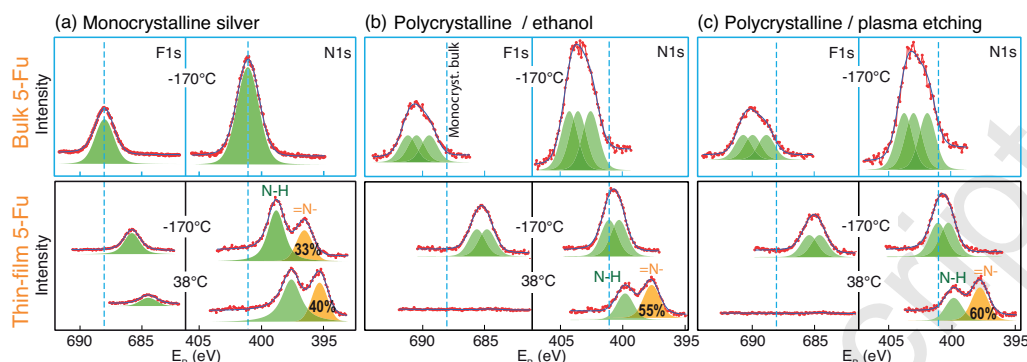 (a) Monocrystalline silver
(b) Polycrystalline / ethanol
(c) Polycrystalline / plasma etching
Bulk 5-Fu
Intensity
F1s
N1s
-170°C
F1s
N1s
-170°C
Monocryst. bulk
F1s
N1s
-170°C
Thin-film 5-Fu
Intensity
N-H
=N-
-170°C
33%
38°C
40%
-170°C
38°C
N-H
=N-
55%
-170°C
38°C
N-H
=N-
60%
690 685 405 400 395
690 685 405 400 395
690 685 405 400 395
E_B (eV)
E_B (eV)
E_B (eV)
script